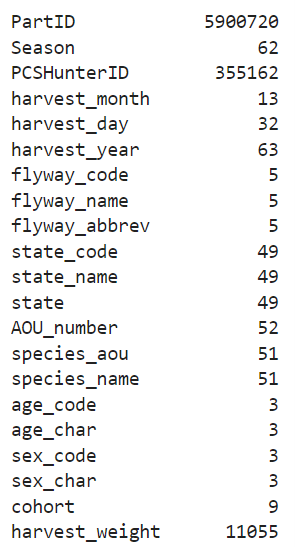 PartID 5900720
Season 62
PCSHunterID 355162
harvest_month 13
harvest_day 32
harvest_year 63
flyway_code 5
flyway_name 5
flyway_abbrev 5
state_code 49
state_name 49
state 49
AOU_number 52
species_aou 51
species_name 51
age_code 3
age_char 3
sex_code 3
sex_char 3
cohort 9
harvest_weight 11055